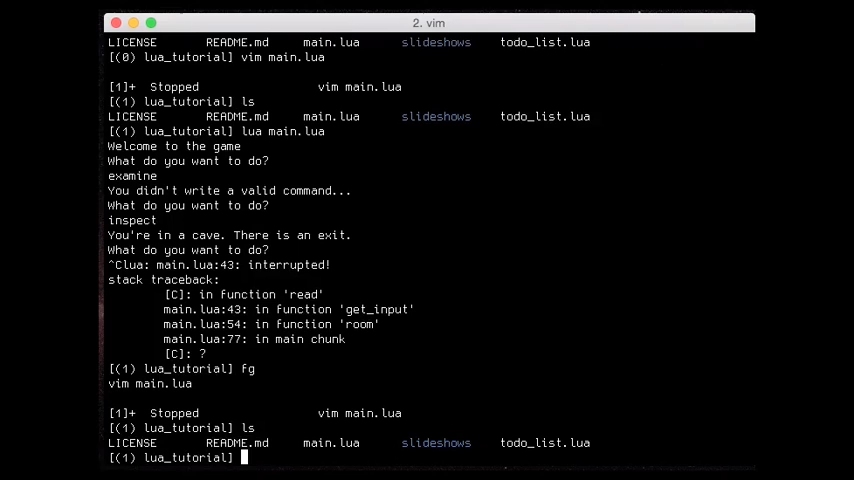 2. vim
LICENSE README.md main.lua slideshows todo_list.lua
[(0) lua_tutorial] vim main.lua
[1]+ Stopped vim main.lua
[(1) lua_tutorial] ls
LICENSE README.md main.lua slideshows todo_list.lua
[(1) lua_tutorial] lua main.lua
Welcome to the game
What do you want to do?
examine
You didn't write a valid command...
What do you want to do?
inspect
You're in a cave. There is an exit.
What do you want to do?
^Clua: main.lua:43: interrupted!
stack traceback:
[C]: in function 'read'
main.lua:43: in function 'get_input'
main.lua:54: in function 'room'
main.lua:77: in main chunk
[C]: ?
[(1) lua_tutorial] fg
vim main.lua
[1]+ Stopped vim main.lua
[(1) lua_tutorial] ls
LICENSE README.md main.lua slideshows todo_list.lua
[(1) lua_tutorial]